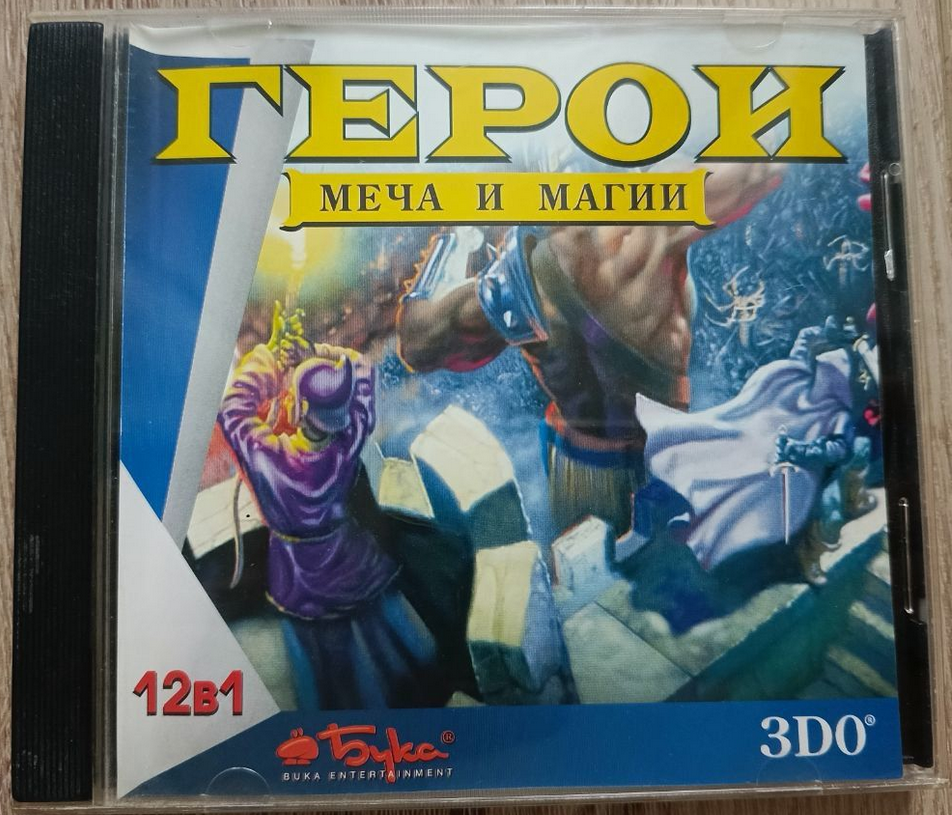 ГЕРОИ
МЕЧА И МАГИИ
12в1
Бука®
BUKA ENTERTAINMENT
3DO®